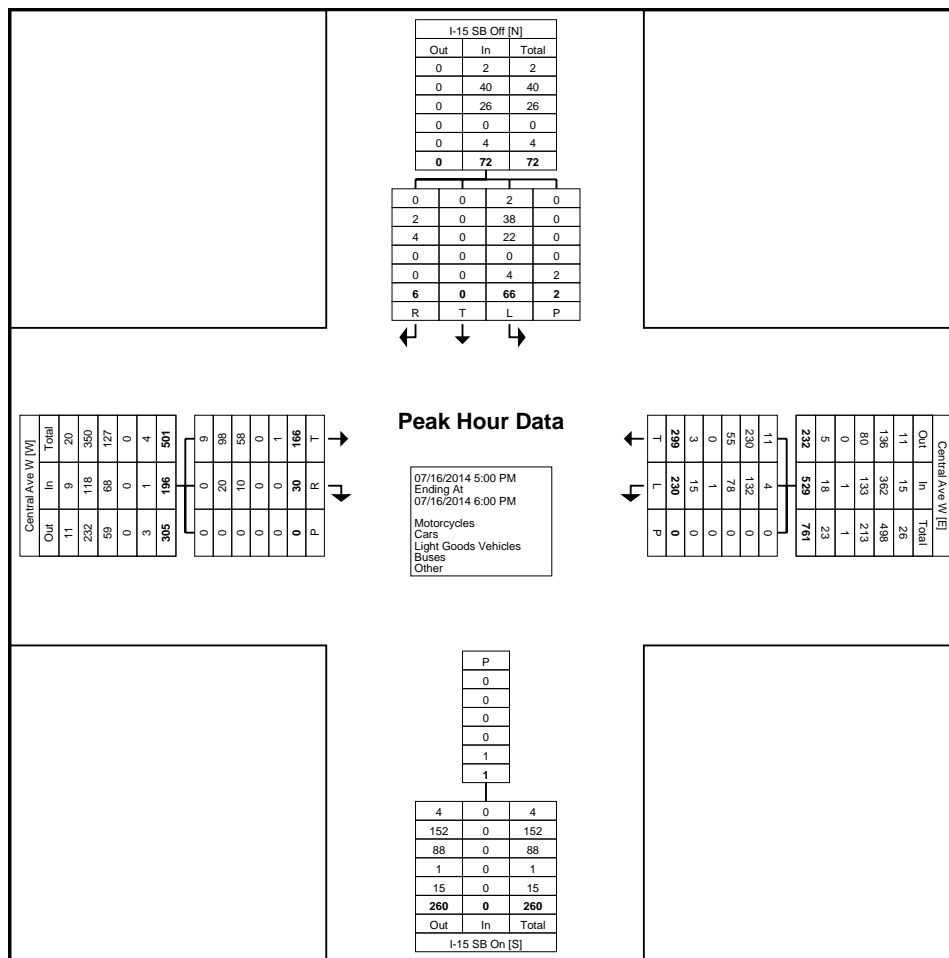 I-15 SB Off [N]
Out In Total
0 2 2
0 40 40
0 26 26
0 0 0
0 4 4
0 72 72
0 0 2 0
2 0 38 0
4 0 22 0
0 0 0 0
0 0 4 2
6 0 66 2
R T L P
Central Ave W [W]
Out In Total
11 9 20
232 118 350
59 68 127
0 0 0
3 1 4
305 196 501
0 0 9
0 20 98
0 10 58
0 0 0
0 0 1
0 30 166
P R T
Peak Hour Data
07/16/2014 5:00 PM
Ending At
07/16/2014 6:00 PM
Motorcycles
Cars
Light Goods Vehicles
Buses
Other
Central Ave W [E]
Out In Total
11 15 26
136 362 498
80 133 213
0 1 1
5 18 23
232 529 761
11 4 0
230 132 0
55 78 0
0 1 0
3 15 0
299 230 0
T L P
P
0
0
0
0
1
1
4 0 4
152 0 152
88 0 88
1 0 1
15 0 15
260 0 260
Out In Total
I-15 SB On [S]